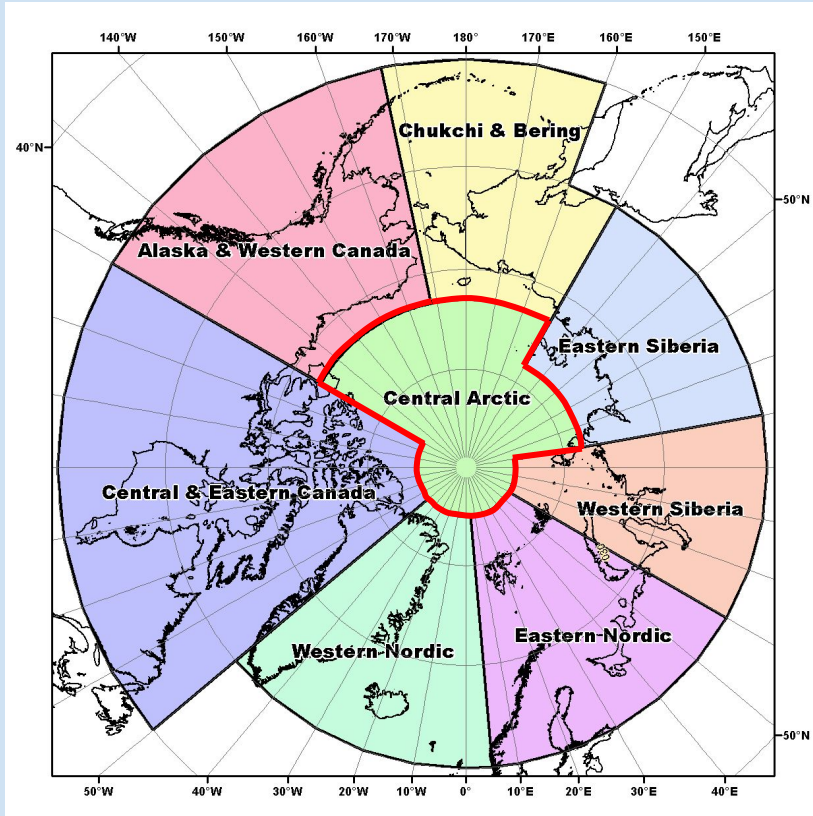 140°W 150°W 160°W 170°W 180° 170°E 160°E 150°E
40°N
50°N
Chukchi & Bering
Alaska & Western Canada
Eastern Siberia
Central Arctic
Central & Eastern Canada
Western Siberia
Eastern Nordic
Western Nordic
50°N
50°W 40°W 30°W 20°W 10°W 0° 10°E 20°E 30°E 40°E